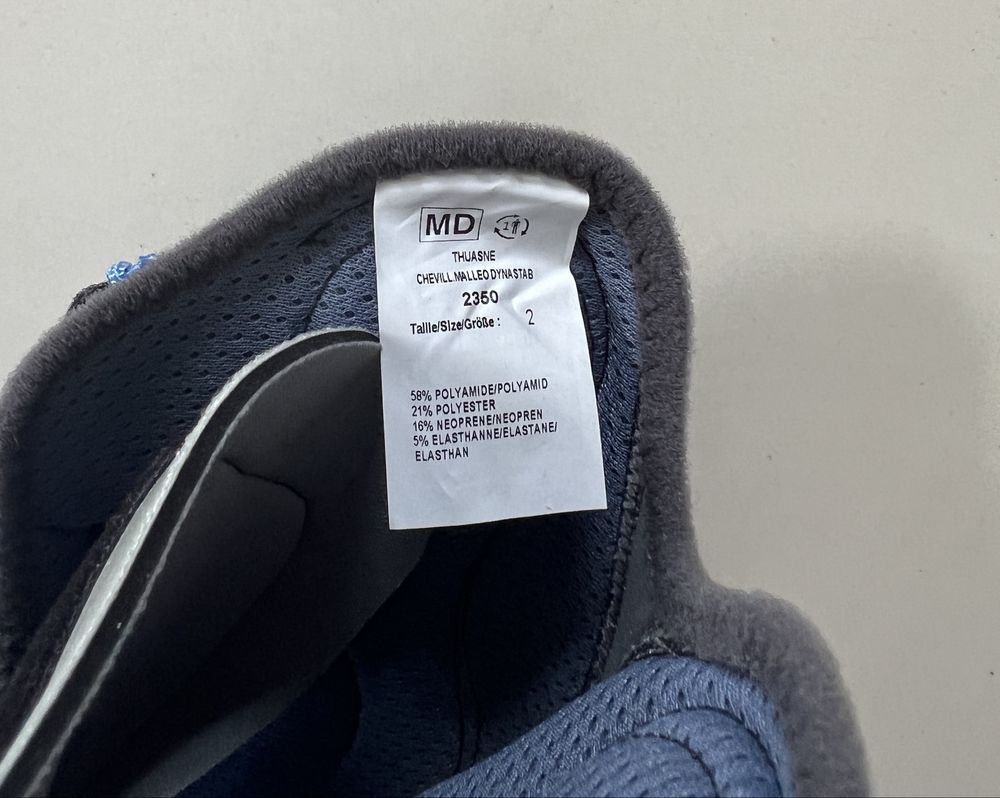 MD 1
THUASNE
CHEVILL.MALLEO DYNASTAB
2350
Taille/Size/Größe : 2
58% POLYAMIDE/POLYAMID
21% POLYESTER
16% NEOPRENE/NEOPREN
5% ELASTHANNE/ELASTANE/
ELASTHAN